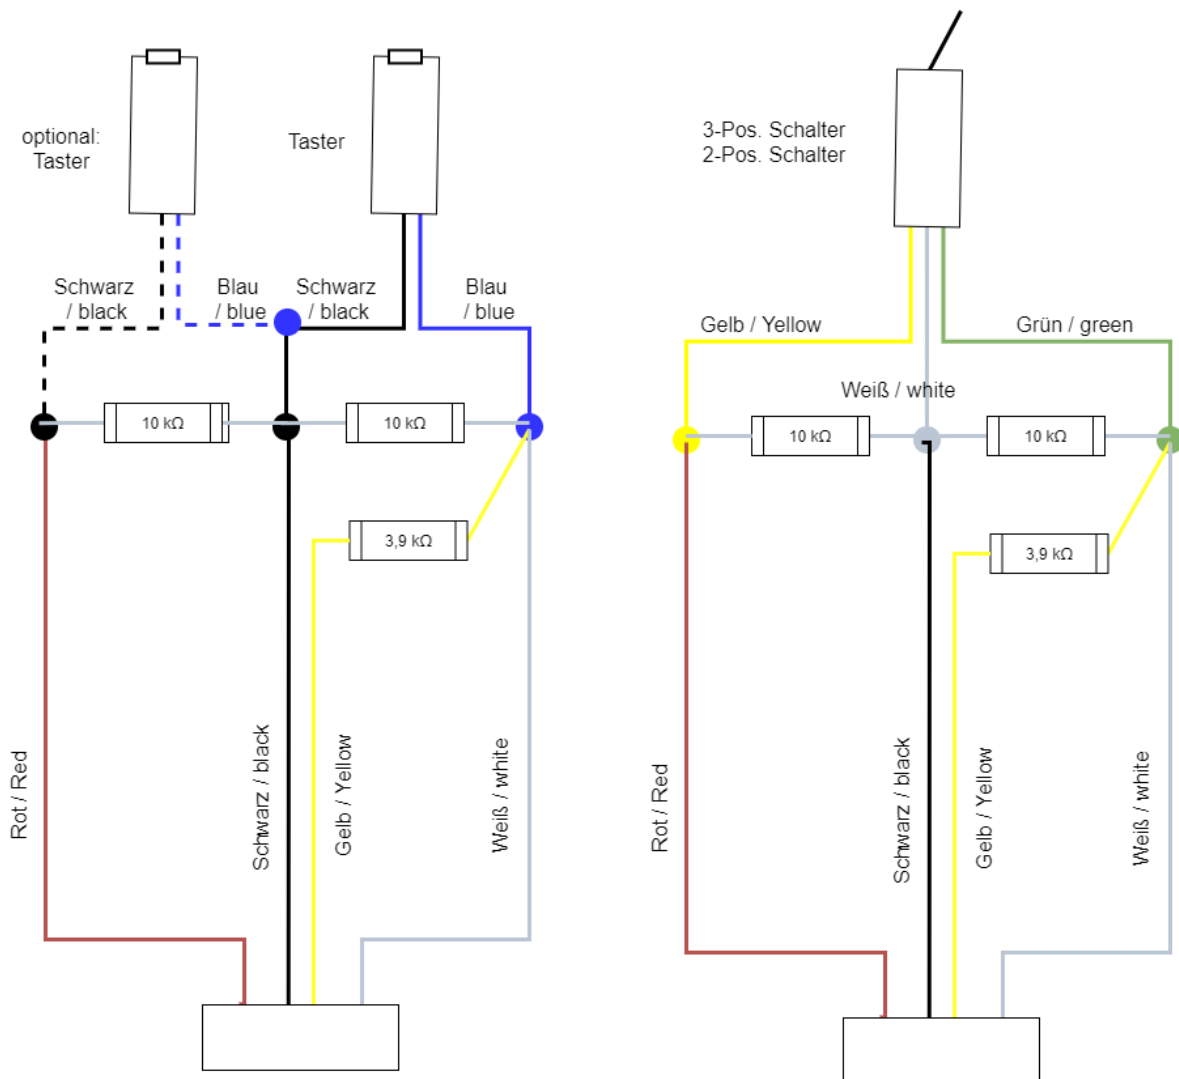 optional:
Taster
Taster
Schwarz
/ black
Blau
/ blue
Schwarz
/ black
Blau
/ blue
10 kΩ
10 kΩ
3,9 kΩ
Rot / Red
Schwarz / black
Gelb / Yellow
Weiß / white
3-Pos. Schalter
2-Pos. Schalter
Gelb / Yellow
Grün / green
Weiß / white
10 kΩ
10 kΩ
3,9 kΩ
Rot / Red
Schwarz / black
Gelb / Yellow
Weiß / white